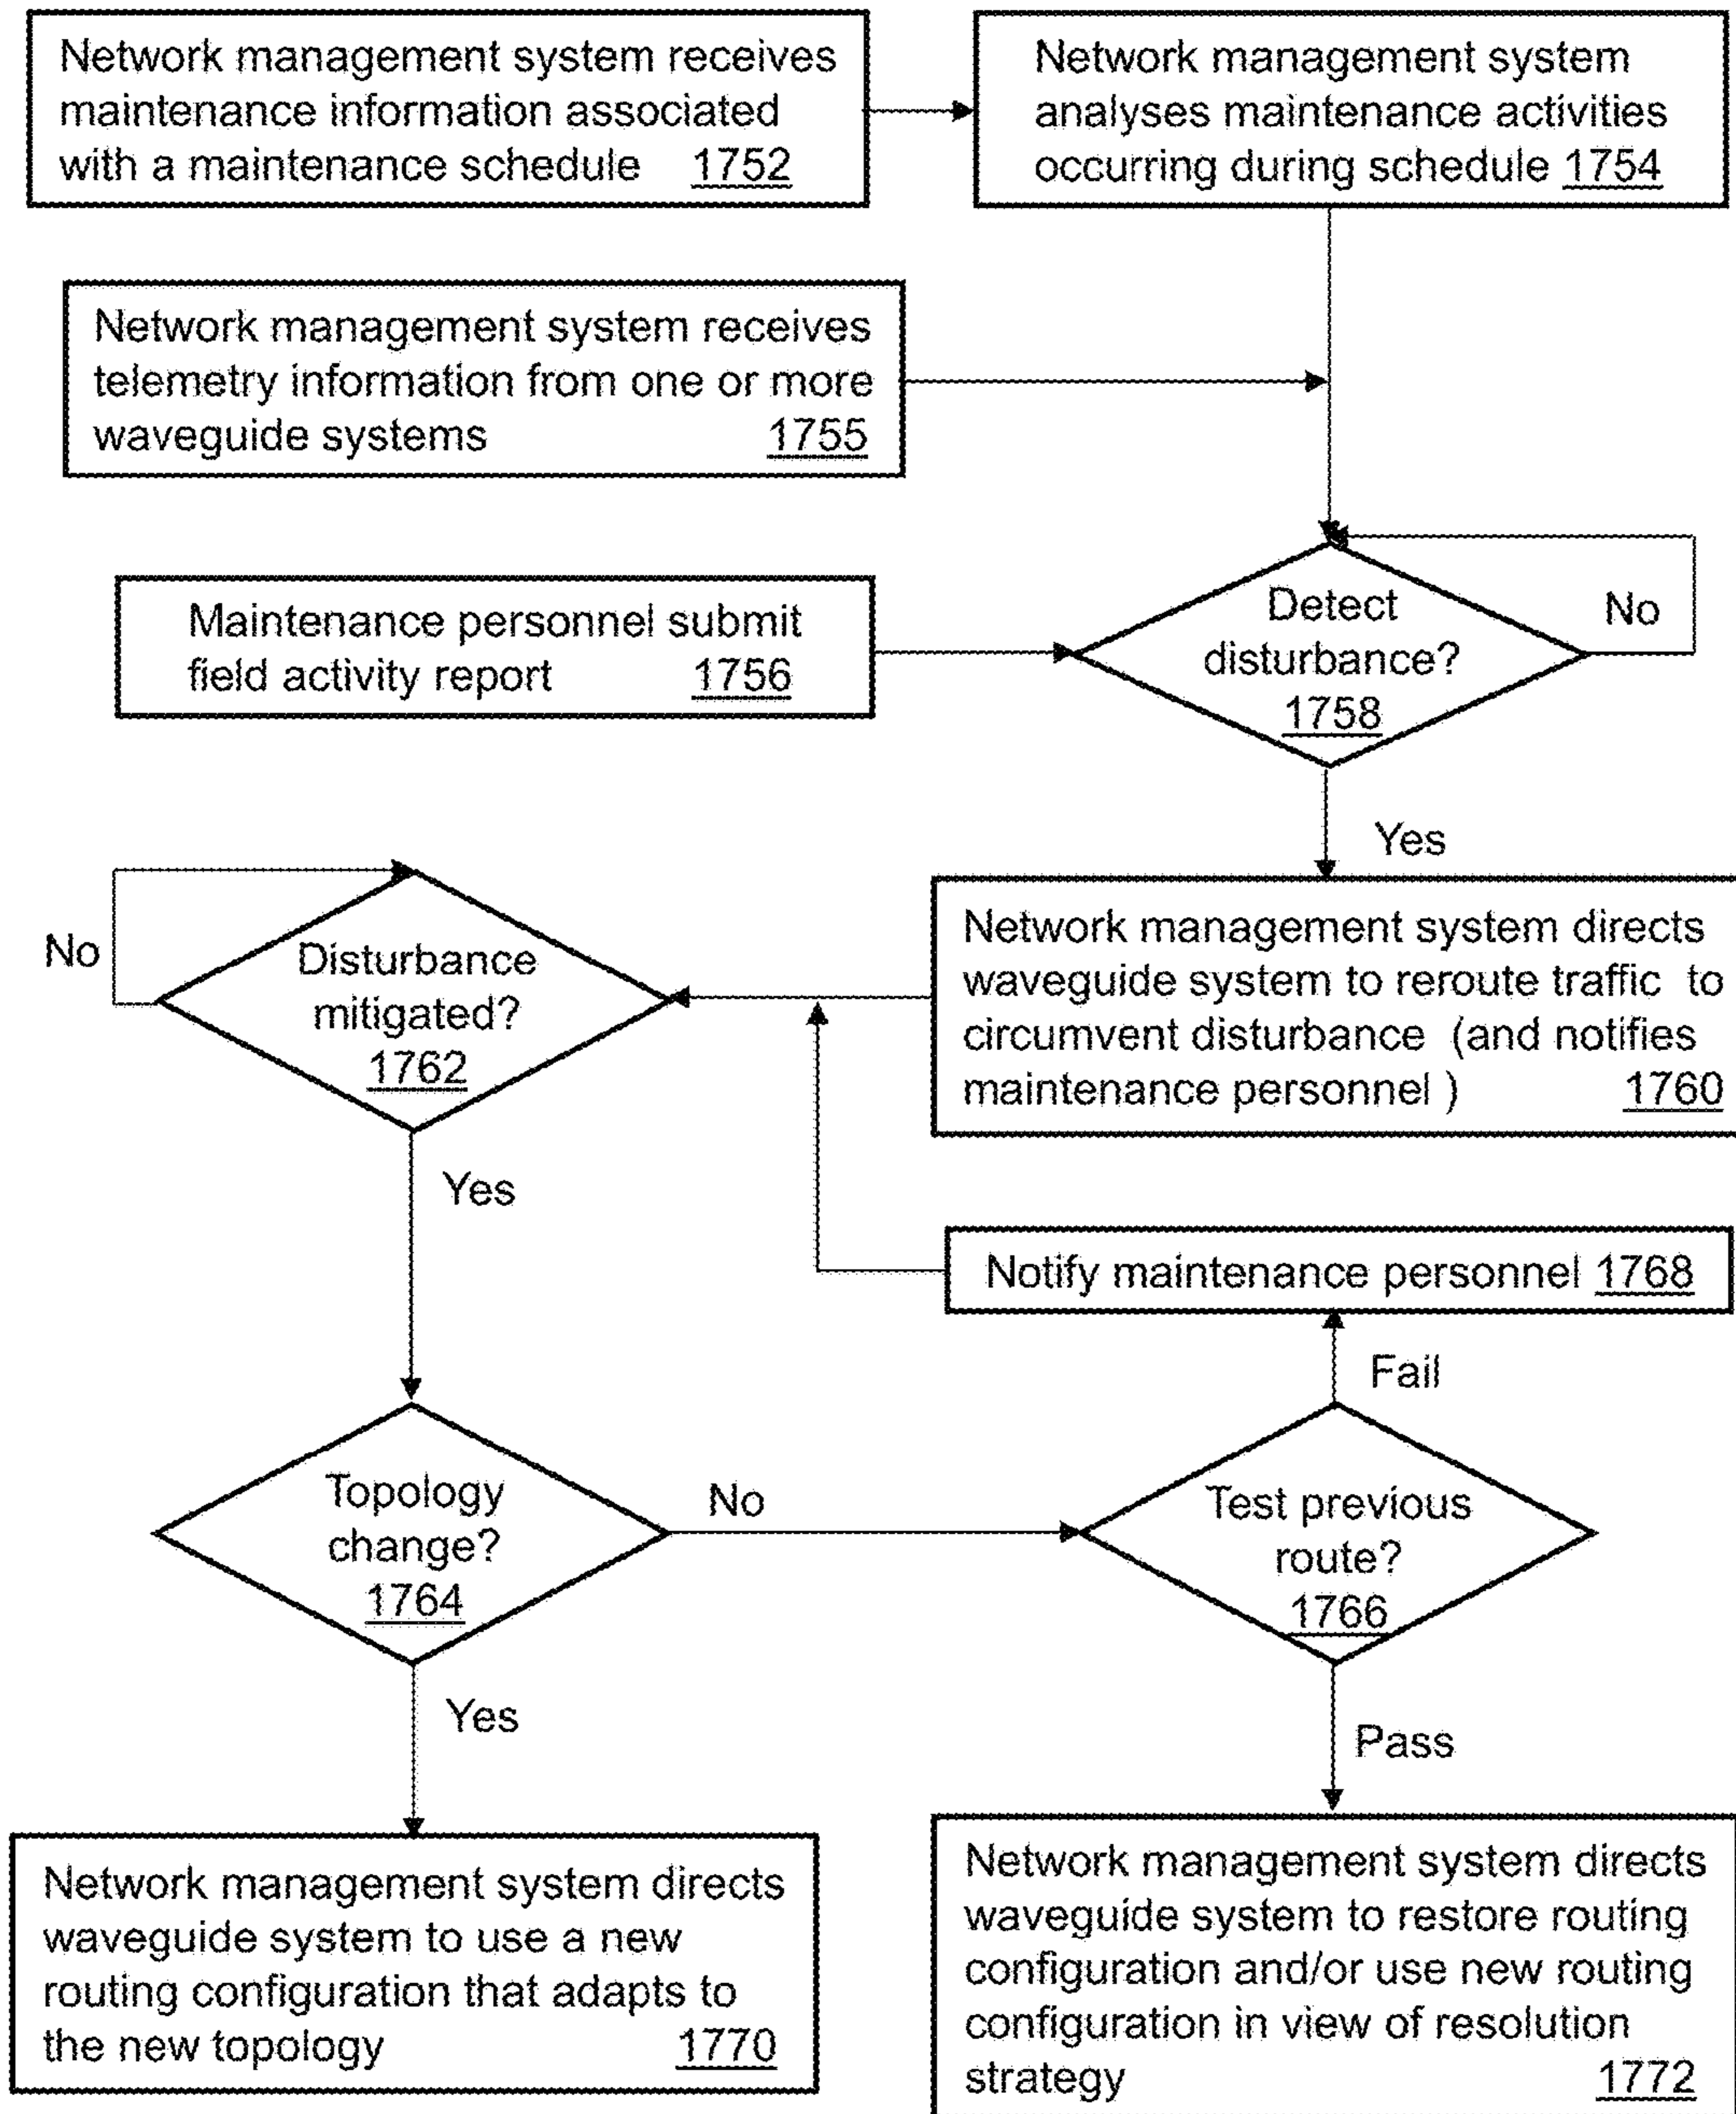 Network management system receives
maintenance information associated
with a maintenance schedule 1752
Network management system
analyses maintenance activities
occurring during schedule 1754
Network management system receives
telemetry information from one or more
waveguide systems 1755
Maintenance personnel submit
field activity report 1756
Detect
disturbance?
1758
No
Yes
Network management system directs
waveguide system to reroute traffic to
circumvent disturbance (and notifies
maintenance personnel ) 1760
No
Disturbance
mitigated?
1762
Yes
Notify maintenance personnel 1768
Fail
Topology
change?
1764
No
Test previous
route?
1766
Yes
Pass
Network management system directs
waveguide system to use a new
routing configuration that adapts to
the new topology 1770
Network management system directs
waveguide system to restore routing
configuration and/or use new routing
configuration in view of resolution
strategy 1772